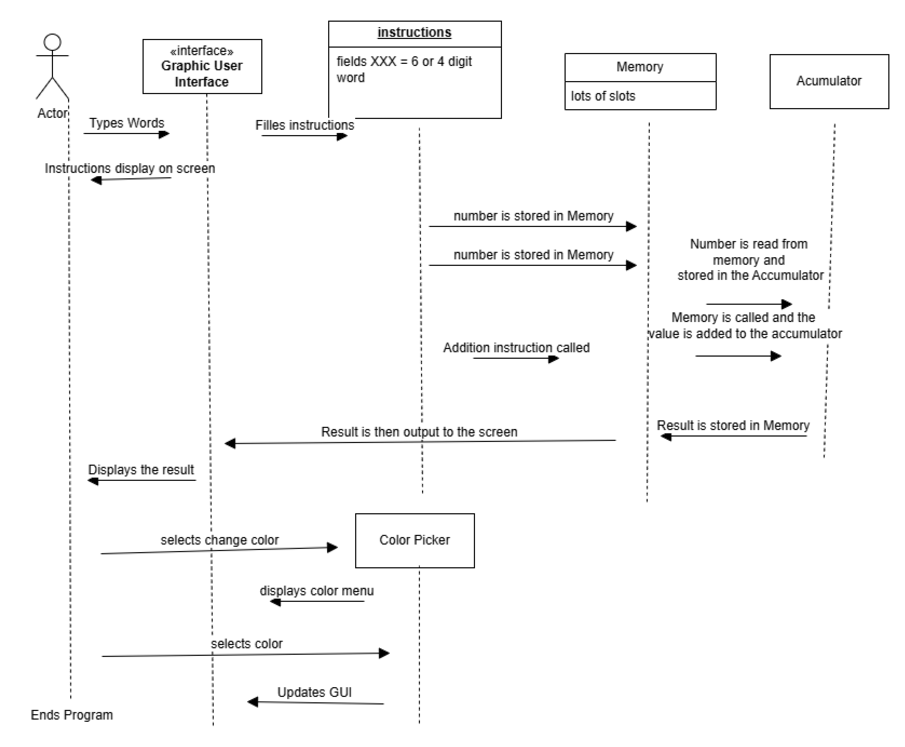 instructions
«interface»
Graphic User
Interface
fields XXX = 6 or 4 digit
word
Memory
lots of slots
Acumulator
Actor
Types Words
Filles instructions
Instructions display on screen
number is stored in Memory
number is stored in Memory
Number is read from
memory and
stored in the Accumulator
Memory is called and the
value is added to the accumulator
Addition instruction called
Result is stored in Memory
Result is then output to the screen
Displays the result
selects change color
Color Picker
displays color menu
selects color
Updates GUI
Ends Program